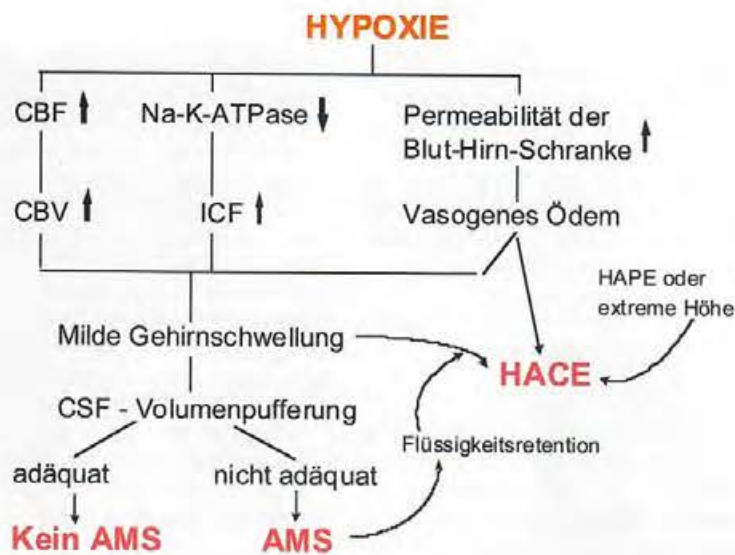 HYPOXIE
CBF
Na-K-ATPase
Permeabilität der
Blut-Hirn-Schranke
CBV
ICF
Vasogenes Ödem
HAPE oder
extreme Höhe
Milde Gehirnschwellung
HACE
CSF - Volumenpufferung
Flüssigkeitsretention
adäquat
nicht adäquat
Kein AMS
AMS